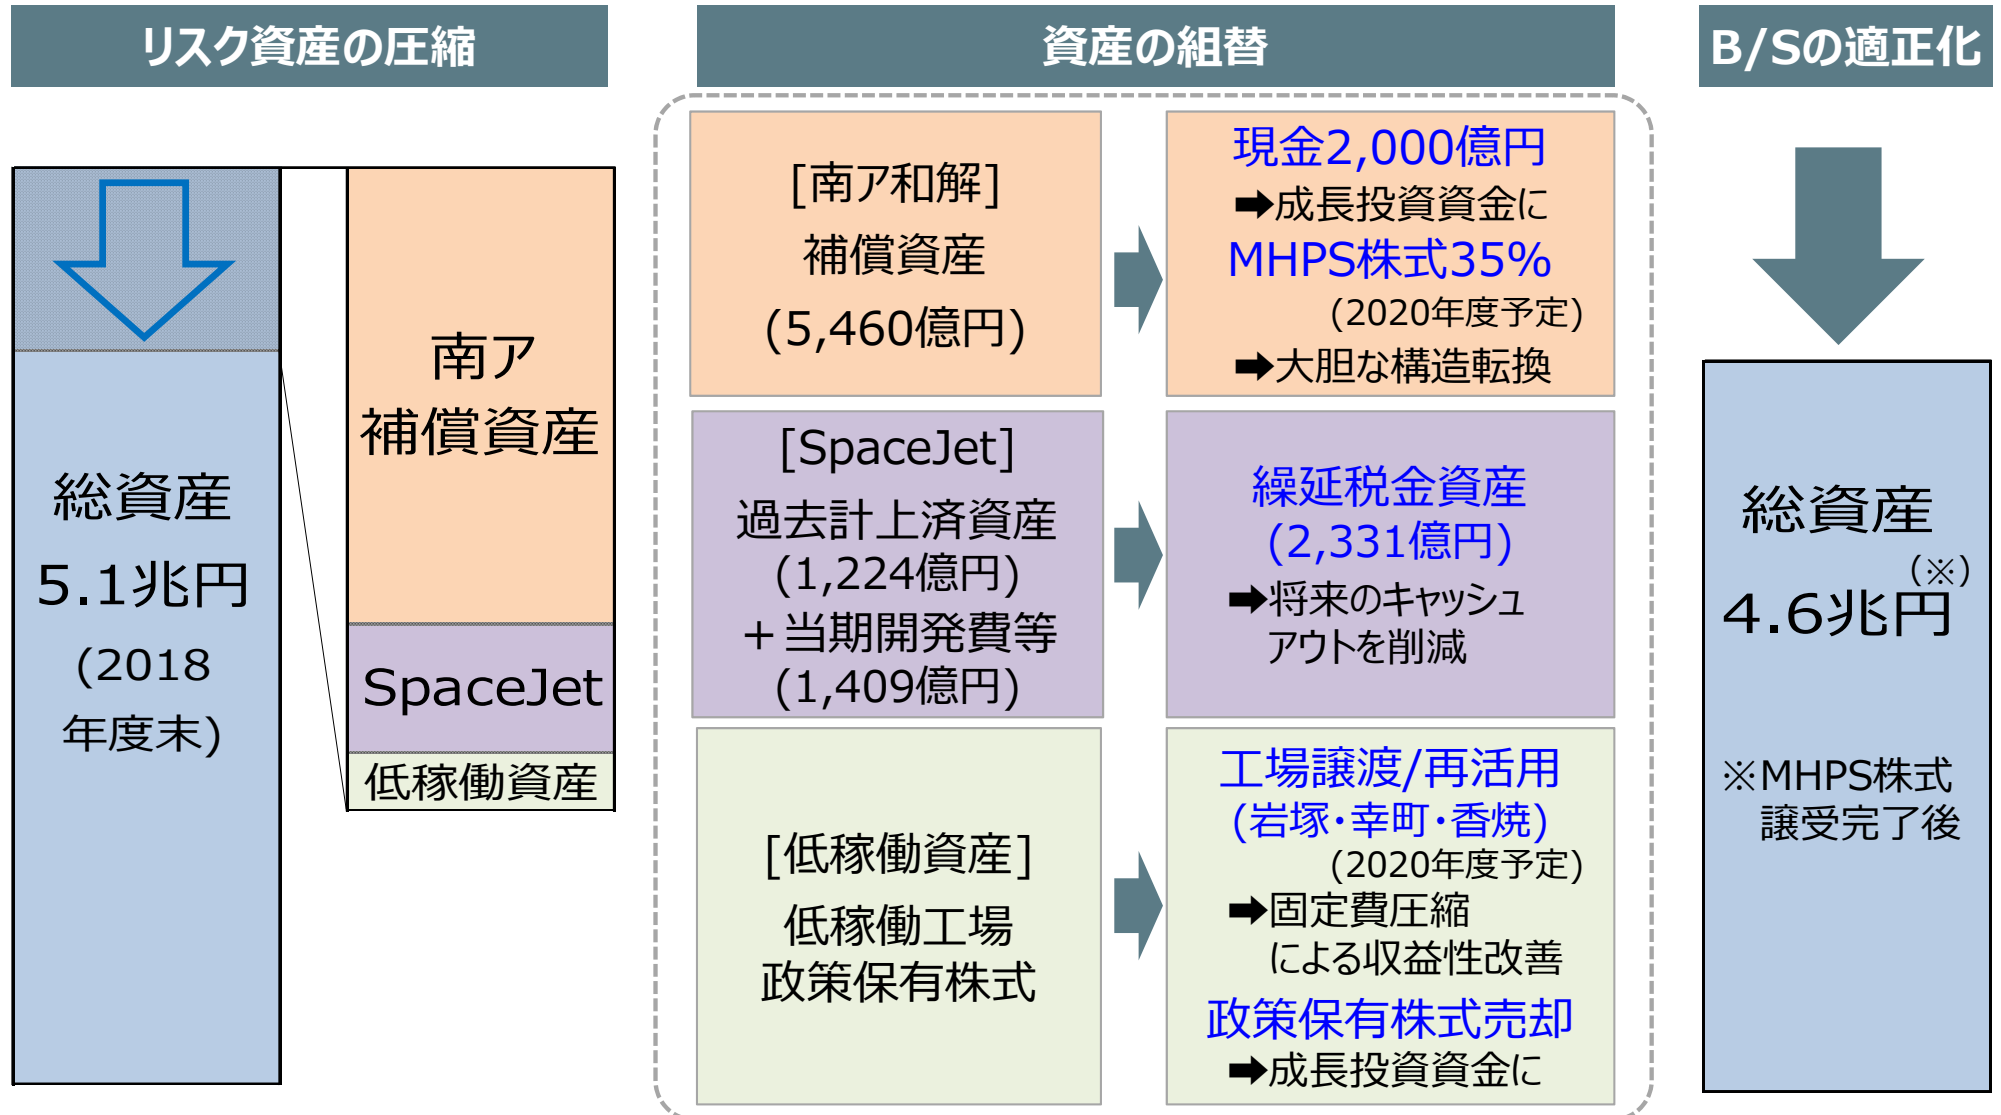 リスク資産の圧縮
総資産
5.1兆円
(2018
年度末)
南ア
補償資産
SpaceJet
低稼働資産
資産の組替
[南ア和解]
補償資産
(5,460億円)
現金2,000億円
➡成長投資資金に
MHPS株式35%
(2020年度予定)
➡大胆な構造転換
[SpaceJet]
過去計上済資産
(1,224億円)
＋当期開発費等
(1,409億円)
繰延税金資産
(2,331億円)
➡将来のキャッシュ
アウトを削減
[低稼働資産]
低稼働工場
政策保有株式
工場譲渡/再活用
(岩塚・幸町・香焼)
(2020年度予定)
➡固定費圧縮
による収益性改善
政策保有株式売却
➡成長投資資金に
B/Sの適正化
総資産
(※)
4.6兆円
※MHPS株式
譲受完了後